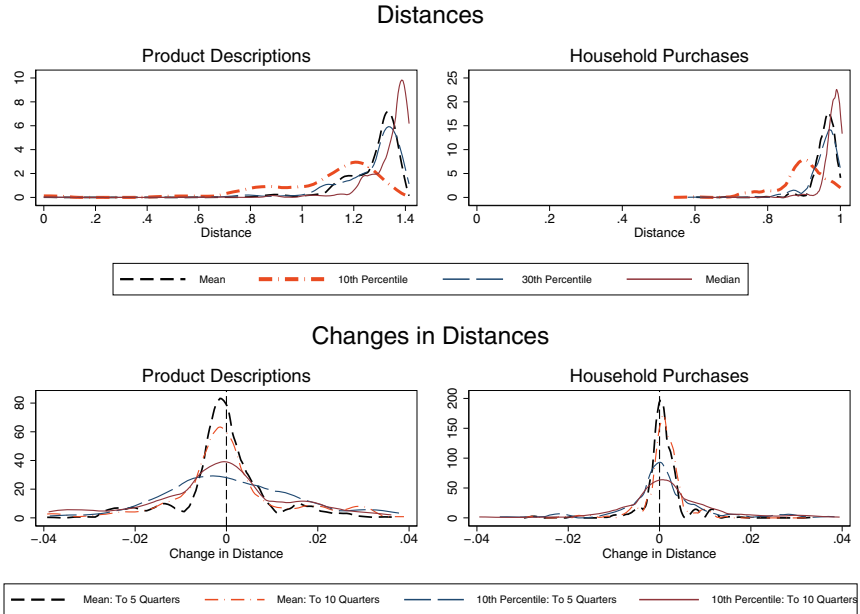 Distances
Product Descriptions
Household Purchases
10
8
6
4
2
0
0 .2 .4 .6 .8 1 1.2 1.4
Distance
25
20
15
10
5
0
0 .2 .4 .6 .8 1
Distance
Mean 10th Percentile 30th Percentile Median
Changes in Distances
Product Descriptions
Household Purchases
80
60
40
20
0
−.04 −.02 0 .02 .04
Change in Distance
200
150
100
50
0
−.04 −.02 0 .02 .04
Change in Distance
Mean: To 5 Quarters Mean: To 10 Quarters 10th Percentile: To 5 Quarters 10th Percentile: To 10 Quarters